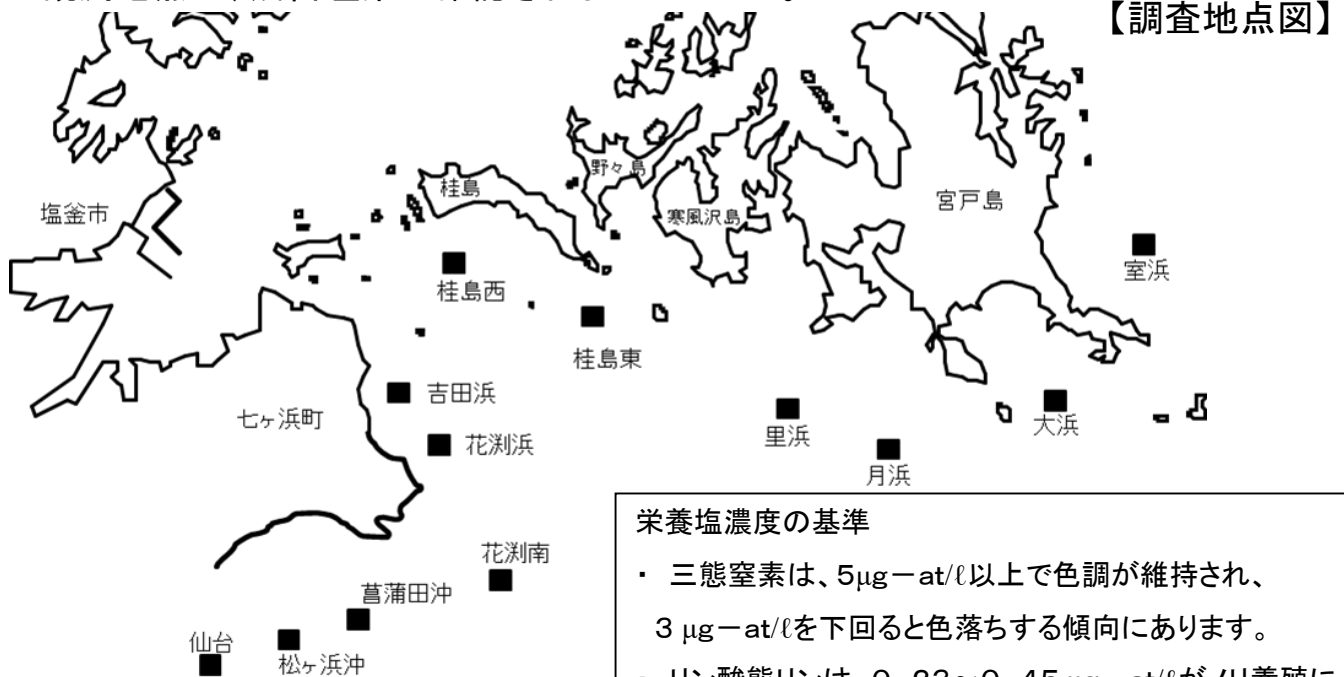 【調査地点図】
野々島
桂島
塩釜市
寒風沢島
宮戸島
室浜
桂島西
桂島東
吉田浜
七ヶ浜町
大浜
里浜
花渕浜
月浜
栄養塩濃度の基準
花渕南
・ 三態窒素は、5μg－at/ℓ以上で色調が維持され、
菖蒲田沖
3 μg－at/ℓを下回ると色落ちする傾向にあります。
仙台
松ヶ浜沖